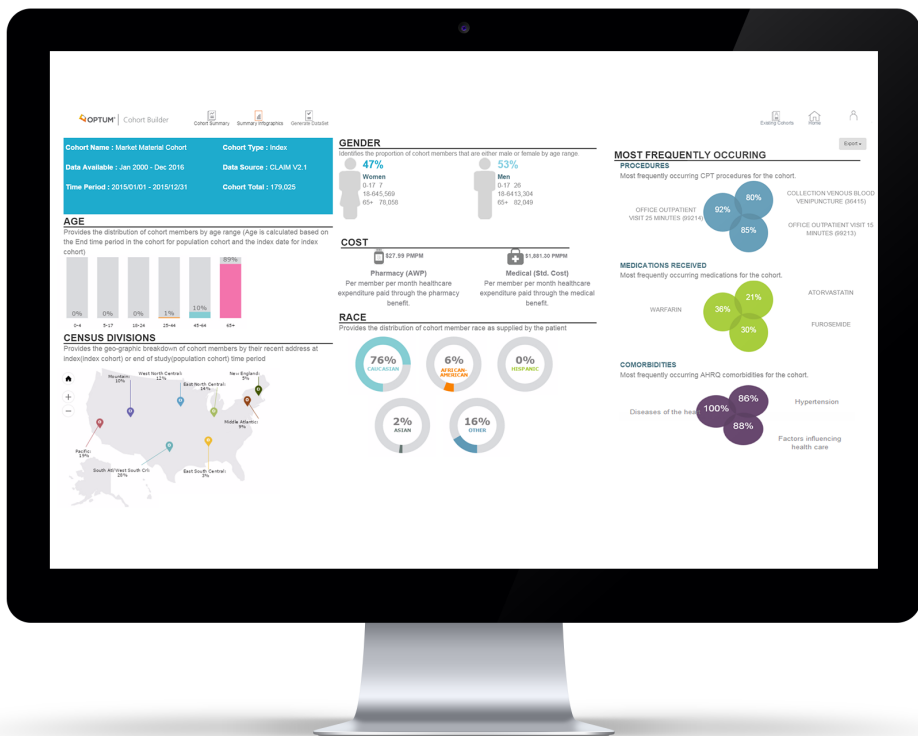 OPTUM® | Cohort Builder
Cohort Summary
Summary Infographics
Generate DataSet
Existing Cohorts
Home
Export
Cohort Name : Market Material Cohort
Cohort Type : Index
Data Available : Jan 2000 - Dec 2016
Data Source : CLAIM V2.1
Time Period : 2015/01/01 - 2015/12/31
Cohort Total : 179,025
AGE
Provides the distribution of cohort members by age range (Age is calculated based on
the End time period in the cohort for population cohort and the index date for index
cohort)
0%
0%
0%
1%
10%
89%
0-4
5-17
18-24
25-44
45-64
65+
CENSUS DIVISIONS
Provides the geo-graphic breakdown of cohort members by their recent address at
index(index cohort) or end of study(population cohort) time period
Mountain:
10%
West North Central:
12%
East North Central:
14%
New England:
5%
Middle Atlantic:
9%
Pacific:
19%
South Atl/West South Crl:
28%
East South Central:
3%
GENDER
Identifies the proportion of cohort members that are either male or female by age range.
47%
Women
0-17 7
18-645,569
65+ 78,058
53%
Men
0-17 26
18-6413,304
65+ 82,049
COST
$27.99 PMPM
Pharmacy (AWP)
Per member per month healthcare
expenditure paid through the pharmacy
benefit.
$1,881.30 PMPM
Medical (Std. Cost)
Per member per month healthcare
expenditure paid through the medical
benefit.
RACE
Provides the distribution of cohort member race as supplied by the patient
76%
CAUCASIAN
6%
AFRICAN-
AMERICAN
0%
HISPANIC
2%
ASIAN
16%
OTHER
MOST FREQUENTLY OCCURING
PROCEDURES
Most frequently occurring CPT procedures for the cohort.
OFFICE OUTPATIENT
VISIT 25 MINUTES (99214)
92%
80%
85%
COLLECTION VENOUS BLOOD
VENIPUNCTURE (36415)
OFFICE OUTPATIENT VISIT 15
MINUTES (99213)
MEDICATIONS RECEIVED
Most frequently occurring medications for the cohort.
WARFARIN
36%
21%
30%
ATORVASTATIN
FUROSEMIDE
COMORBIDITIES
Most frequently occurring AHRQ comorbidities for the cohort.
Diseases of the hea
100%
86%
88%
Hypertension
Factors influencing
health care